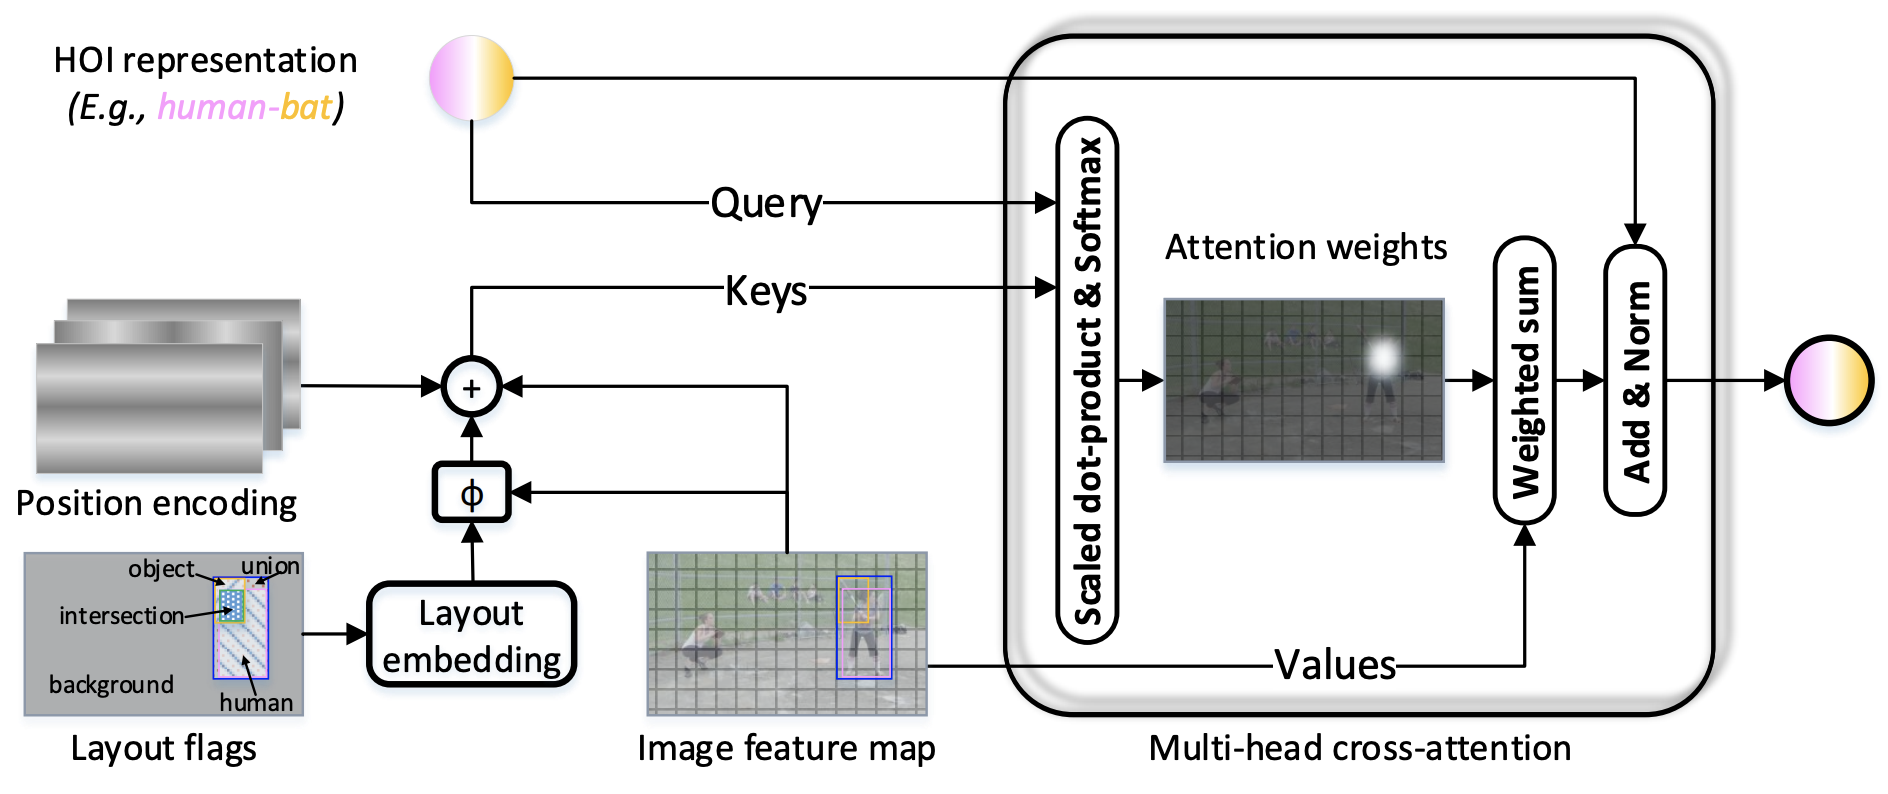 HOI representation
(E.g., human-bat)
Query
Keys
Scaled dot-product & Softmax
Attention weights
Weighted sum
Add & Norm
+
Position encoding
ϕ
object
union
intersection
background
human
Layout
embedding
Values
Layout flags
Image feature map
Multi-head cross-attention